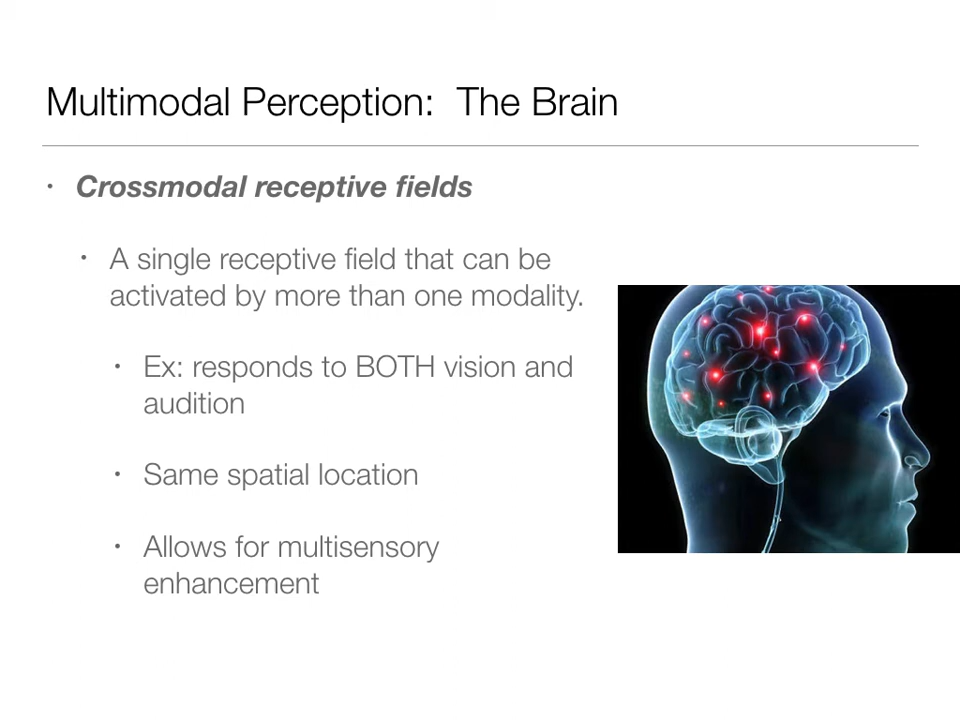 Multimodal Perception: The Brain
• Crossmodal receptive fields
• A single receptive field that can be
activated by more than one modality.
• Ex: responds to BOTH vision and
audition
• Same spatial location
• Allows for multisensory
enhancement